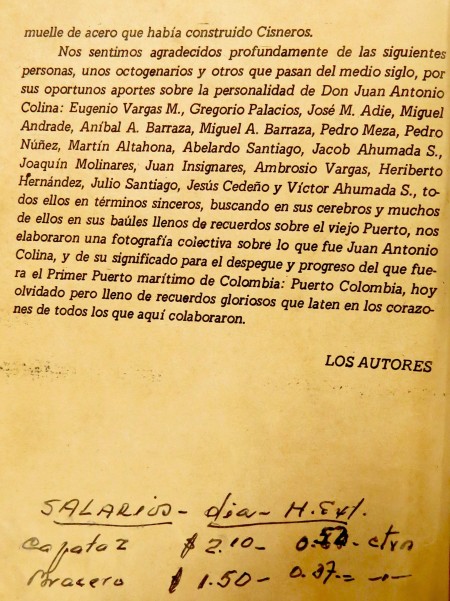 muelle de acero que había construido Cisneros.
Nos sentimos agradecidos profundamente de las siguientes
personas, unos octogenarios y otros que pasan del medio siglo, por
sus oportunos aportes sobre la personalidad de Don Juan Antonio
Colina: Eugenio Vargas M., Gregorio Palacios, José M. Adie, Miguel
Andrade, Aníbal A. Barraza, Miguel A. Barraza, Pedro Meza, Pedro
Núñez, Martín Altahona, Abelardo Santiago, Jacob Ahumada S.,
Joaquín Molinares, Juan Insignares, Ambrosio Vargas, Heriberto
Hernández, Julio Santiago, Jesús Cedeño y Víctor Ahumada S., to-
dos ellos en términos sinceros, buscando en sus cerebros y muchos
de ellos en sus baúles llenos de recuerdos sobre el viejo Puerto, nos
elaboraron una fotografía colectiva sobre lo que fue Juan Antonio
Colina, y de su significado para el despegue y progreso del que fue-
ra el Primer Puerto marítimo de Colombia: Puerto Colombia, hoy
olvidado pero lleno de recuerdos gloriosos que laten en los corazo-
nes de todos los que aquí colaboraron.
LOS AUTORES
SALARIOS - dia - H. Ext.
Capataz $ 2.10 - ctvs
Bracero $ 1.50 - 0.37 =